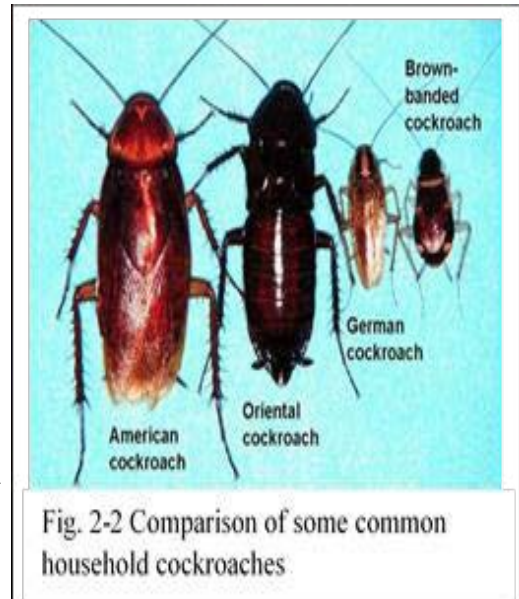 Brown-
banded
cockroach
German
cockroach
Oriental
cockroach
American
cockroach
Fig. 2-2 Comparison of some common
household cockroaches